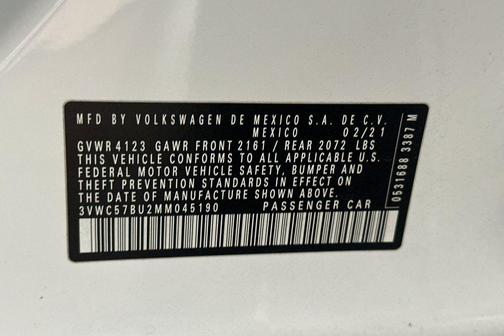 MFD BY VOLKSWAGEN DE MEXICO S.A. DE C.V.
MEXICO 02/21
GVWR 4123 GAWR FRONT 2161 / REAR 2072 LBS
THIS VEHICLE CONFORMS TO ALL APPLICABLE U.S.
FEDERAL MOTOR VEHICLE SAFETY, BUMPER AND
THEFT PREVENTION STANDARDS IN EFFECT ON
THE DATE OF MANUFACTURE SHOWN ABOVE.
3VWC57BU2MM045190 PASSENGER CAR
0531688 3387 M